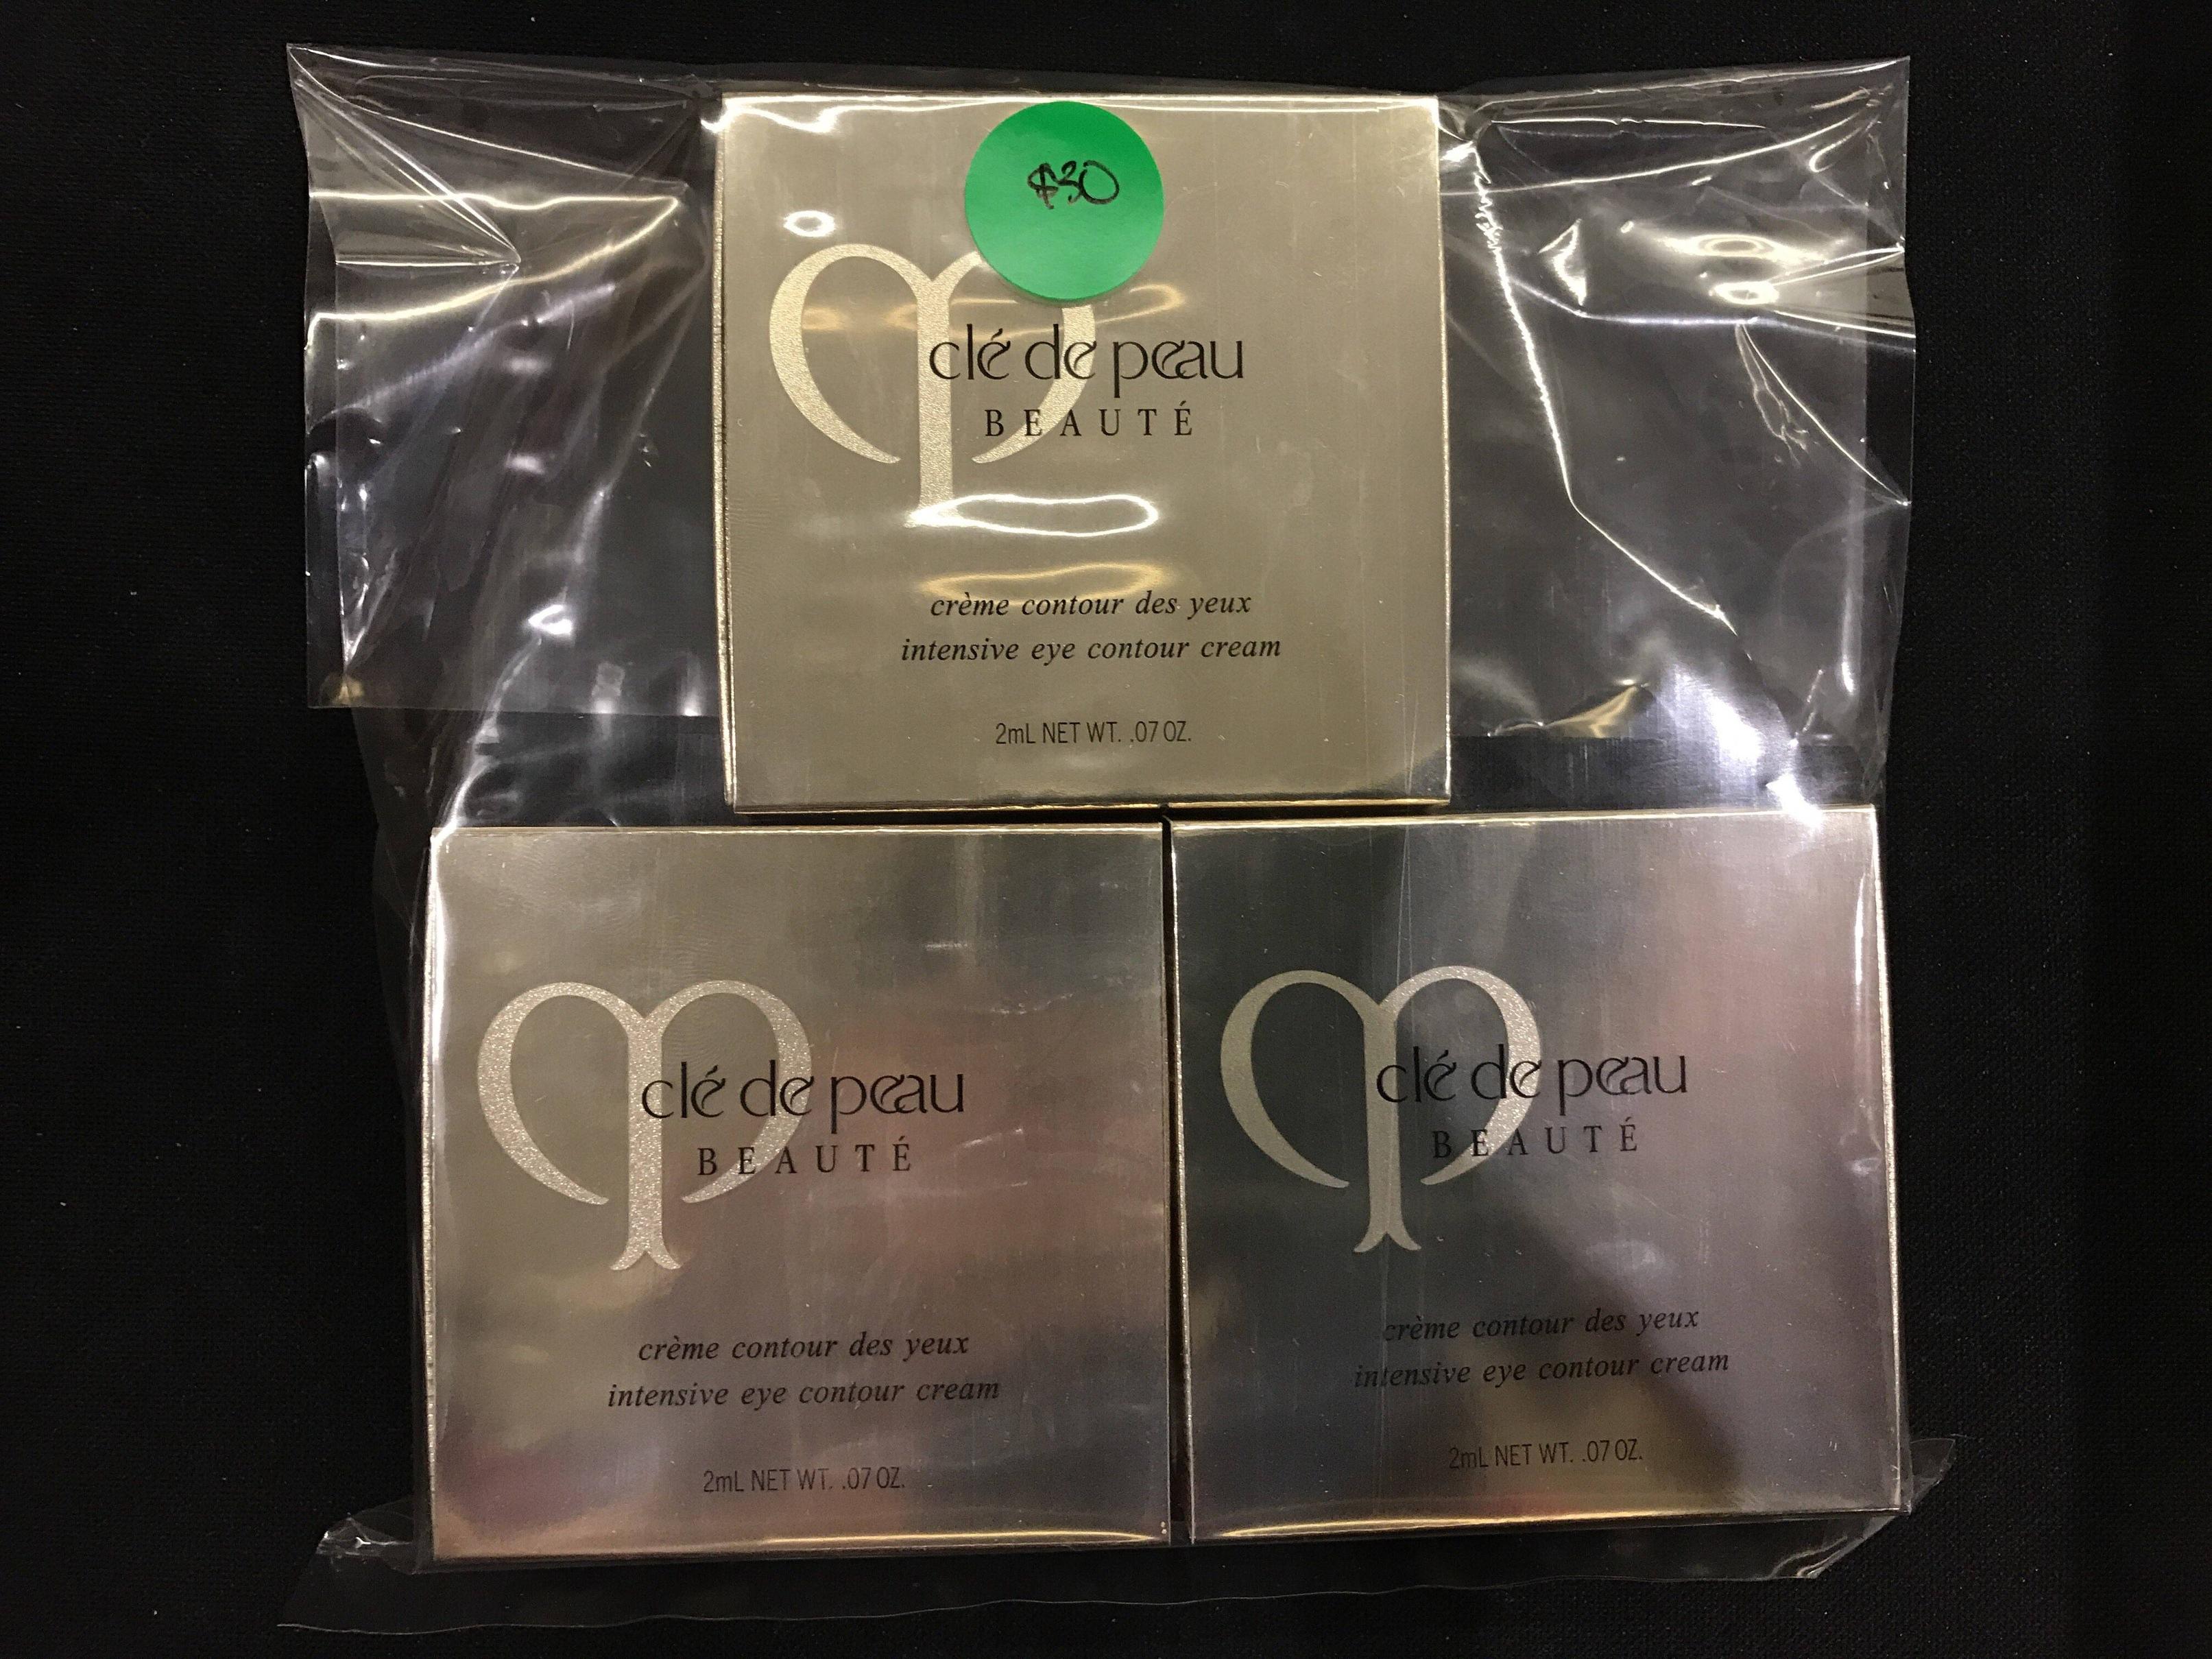 $30
clé de peau
BEAUTÉ
crème contour des yeux
intensive eye contour cream
2mL NET WT. .07 OZ.
clé de peau
BEAUTÉ
crème contour des yeux
intensive eye contour cream
2mL NET WT. .07 OZ.
clé de peau
BEAUTÉ
crème contour des yeux
intensive eye contour cream
2mL NET WT. .07 OZ.